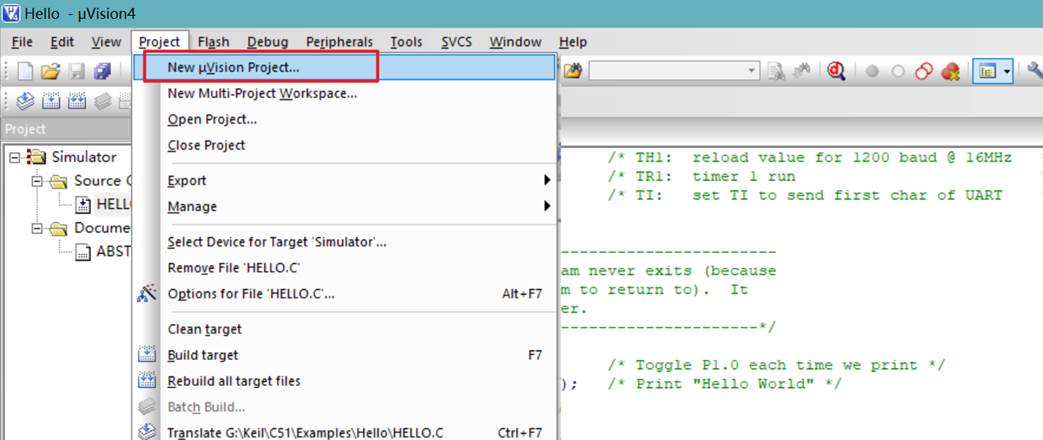 Hello - µVision4
File Edit View Project Flash Debug Peripherals Tools SVCS Window Help
New µVision Project...
New Multi-Project Workspace...
Open Project...
Close Project
Export
Manage
Select Device for Target 'Simulator'...
Remove File 'HELLO.C'
Options for File 'HELLO.C'... Alt+F7
Clean target
Build target F7
Rebuild all target files
Batch Build...
Translate G:\Keil\C51\Examples\Hello\HELLO.C Ctrl+F7
Project
Simulator
Source
HELLO
Docume
ABST
/* TH1: reload value for 1200 baud @ 16MHz
/* TR1: timer 1 run
/* TI: set TI to send first char of UART
------------------------
am never exits (because
m to return to). It
er.
----------------------*/
/* Toggle P1.0 each time we print */
); /* Print "Hello World" */